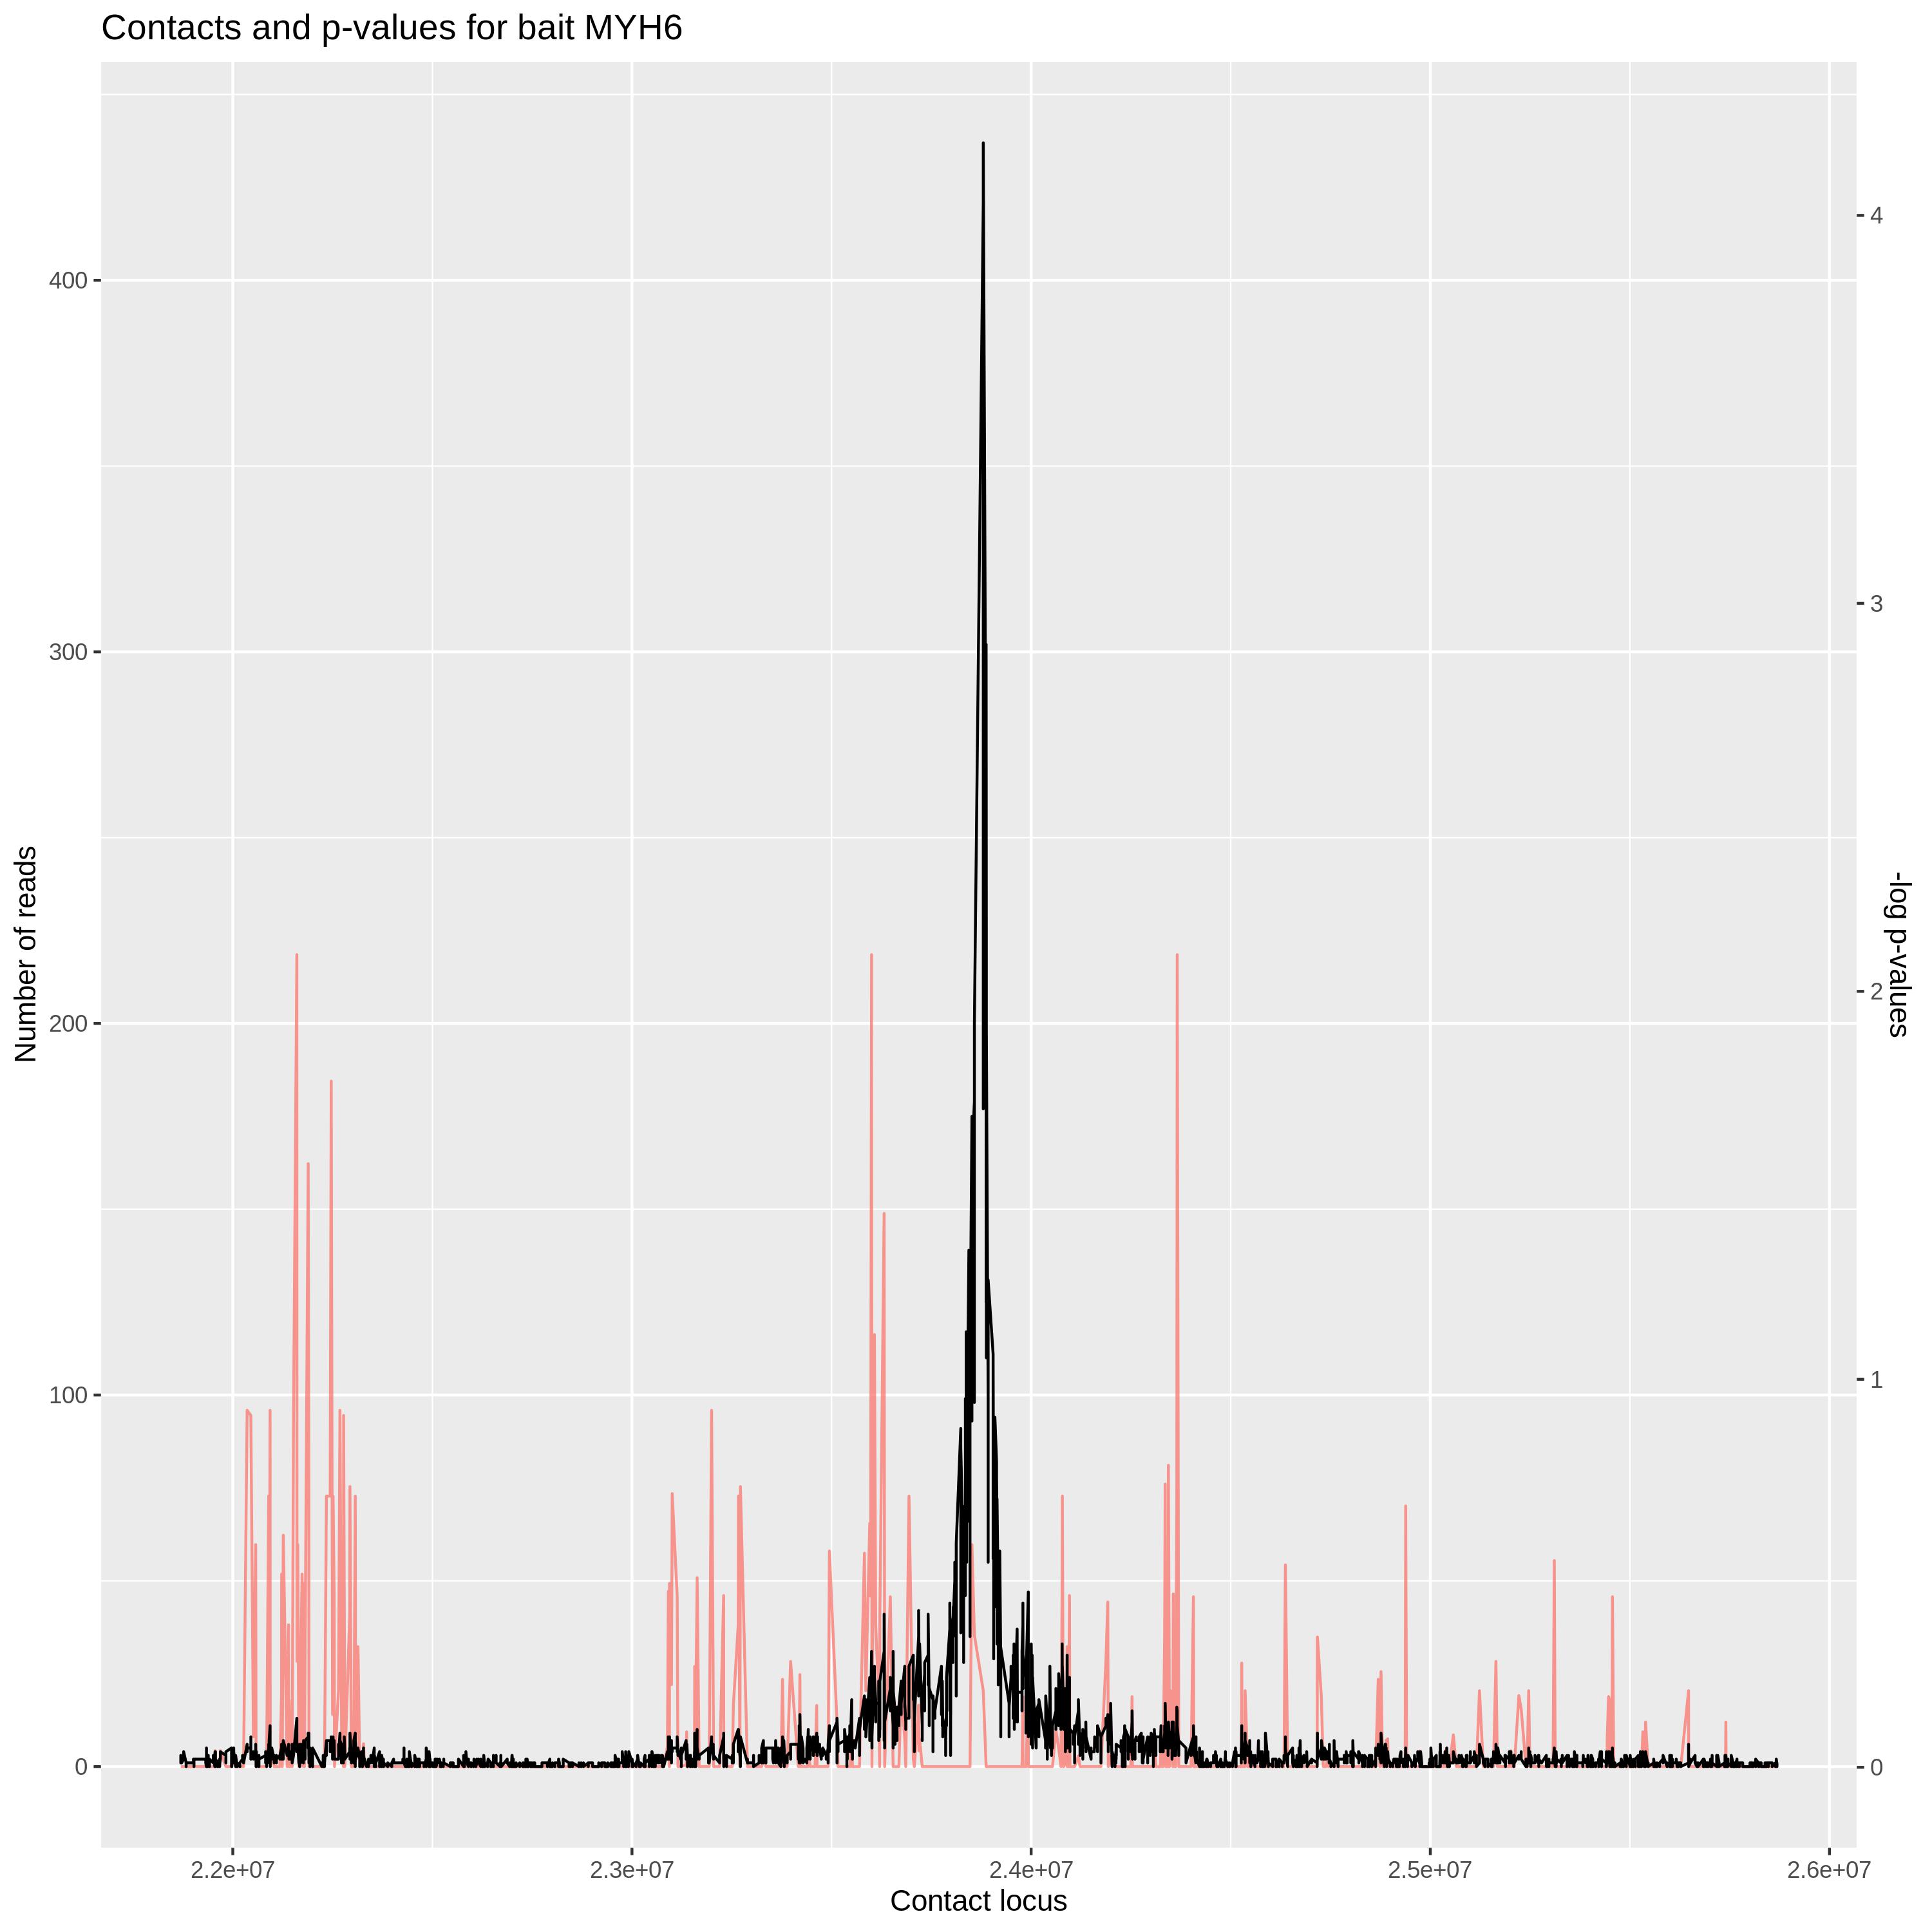 Contacts and p-values for bait MYH6
Number of reads
400
300
200
100
0
4
3
2
1
0
-log p-values
2.2e+07
2.3e+07
2.4e+07
2.5e+07
2.6e+07
Contact locus